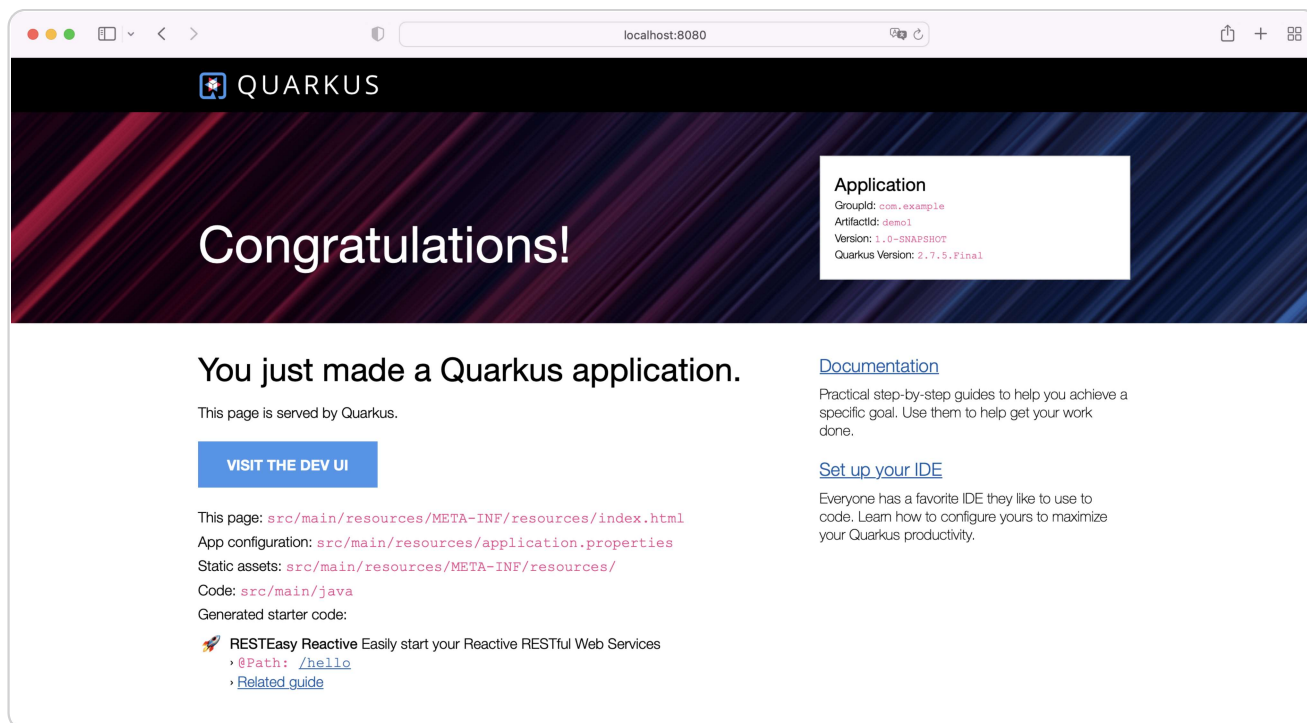 localhost:8080
QUARKUS
Congratulations!
Application
GroupId: com.example
ArtifactId: demo1
Version: 1.0-SNAPSHOT
Quarkus Version: 2.7.5.Final
You just made a Quarkus application.
This page is served by Quarkus.
VISIT THE DEV UI
This page: src/main/resources/META-INF/resources/index.html
App configuration: src/main/resources/application.properties
Static assets: src/main/resources/META-INF/resources/
Code: src/main/java
Generated starter code:
🚀 RESTEasy Reactive Easily start your Reactive RESTful Web Services
› @Path: /hello
› Related guide
Documentation
Practical step-by-step guides to help you achieve a
specific goal. Use them to help get your work
done.
Set up your IDE
Everyone has a favorite IDE they like to use to
code. Learn how to configure yours to maximize
your Quarkus productivity.